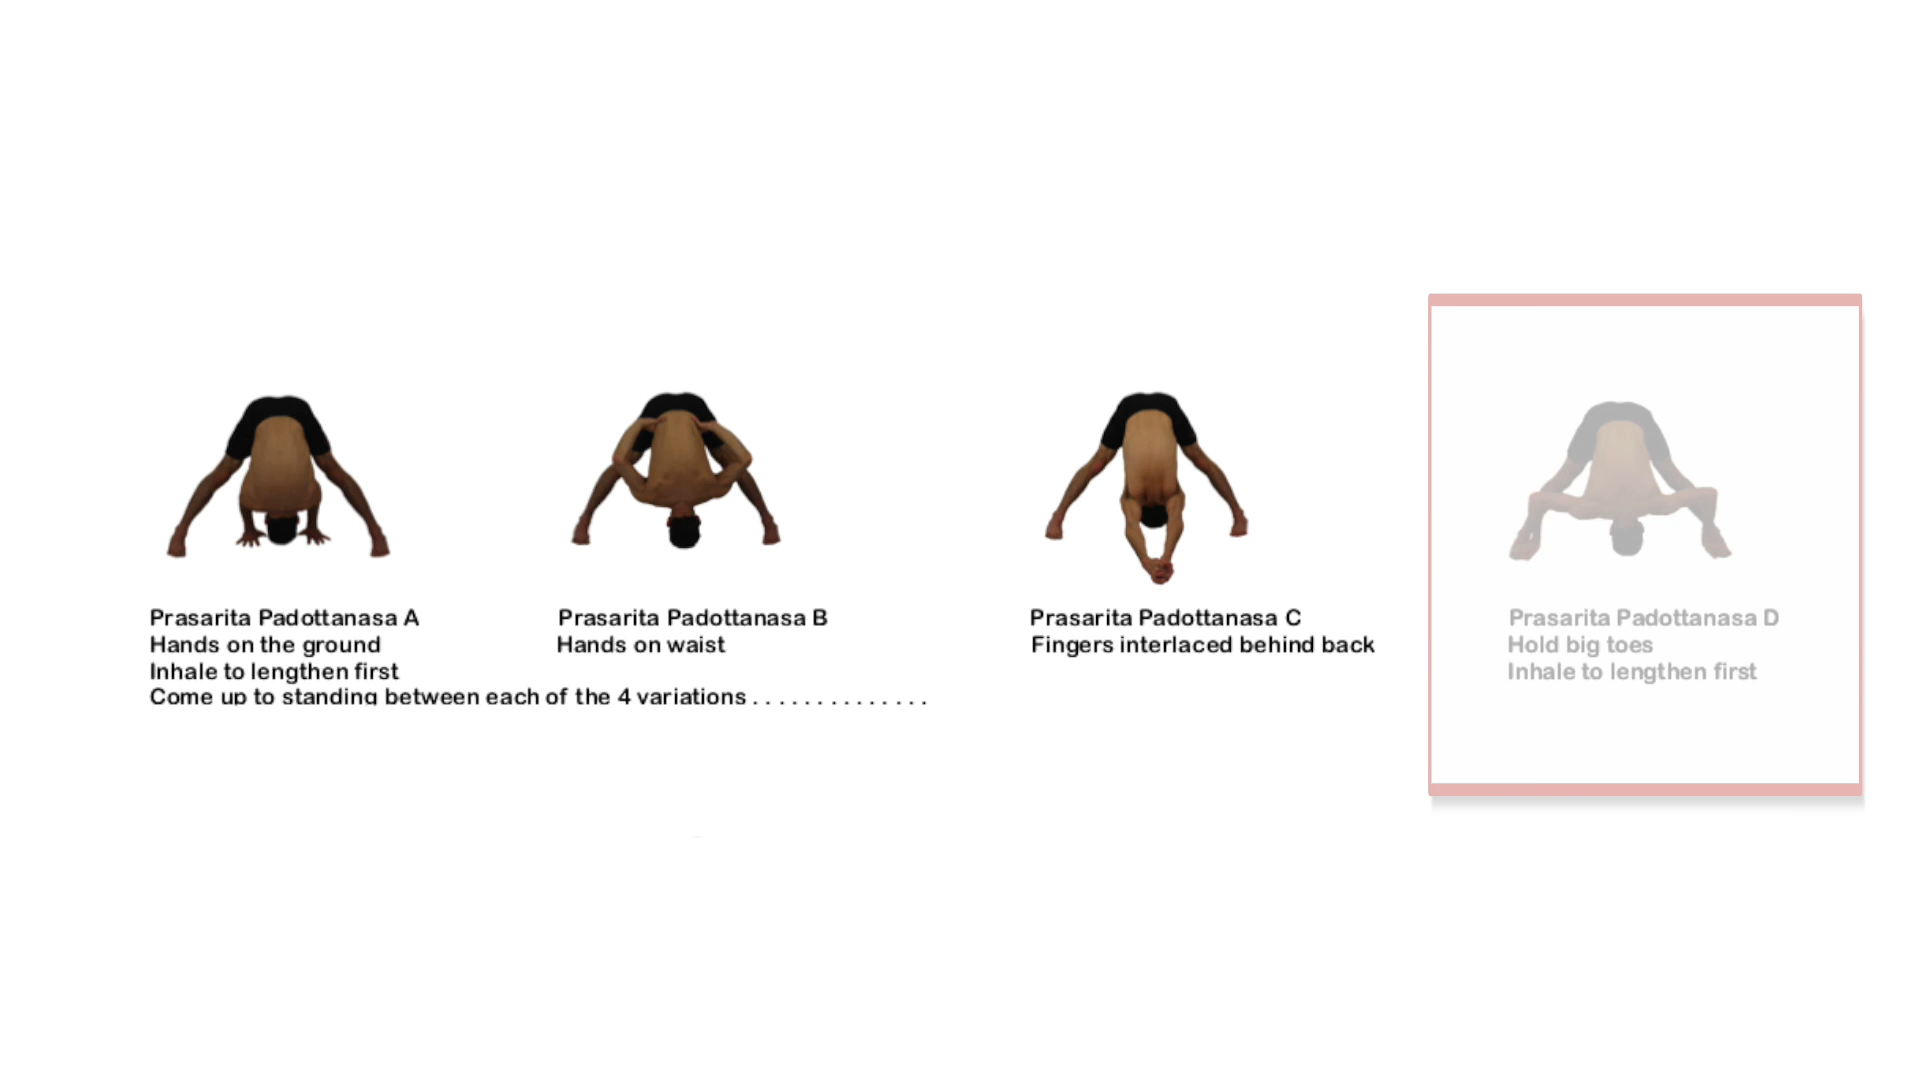 Prasarita Padottanasa A
Hands on the ground
Inhale to lengthen first
Come up to standing between each of the 4 variations . . . . . . . . . . . . . .
Prasarita Padottanasa B
Hands on waist
Prasarita Padottanasa C
Fingers interlaced behind back
Prasarita Padottanasa D
Hold big toes
Inhale to lengthen first